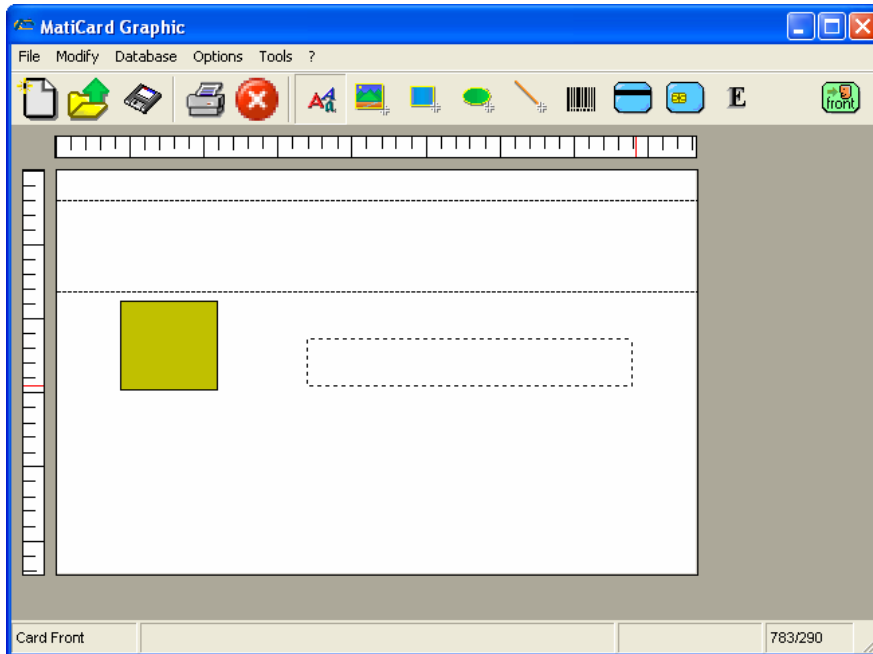 MatiCard Graphic
File Modify Database Options Tools ?
A A a E front
Card Front 783/290